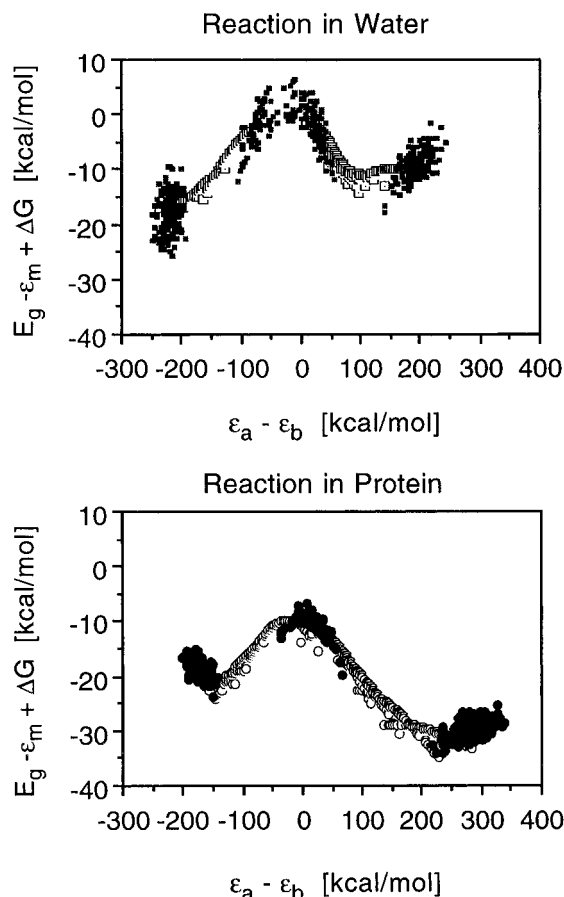 Reaction in Water
E_g -ε_m + ΔG [kcal/mol]
10
0
-10
-20
-30
-40
-300 -200 -100 0 100 200 300 400
ε_a - ε_b [kcal/mol]
Reaction in Protein
E_g -ε_m + ΔG [kcal/mol]
10
0
-10
-20
-30
-40
-300 -200 -100 0 100 200 300 400
ε_a - ε_b [kcal/mol]